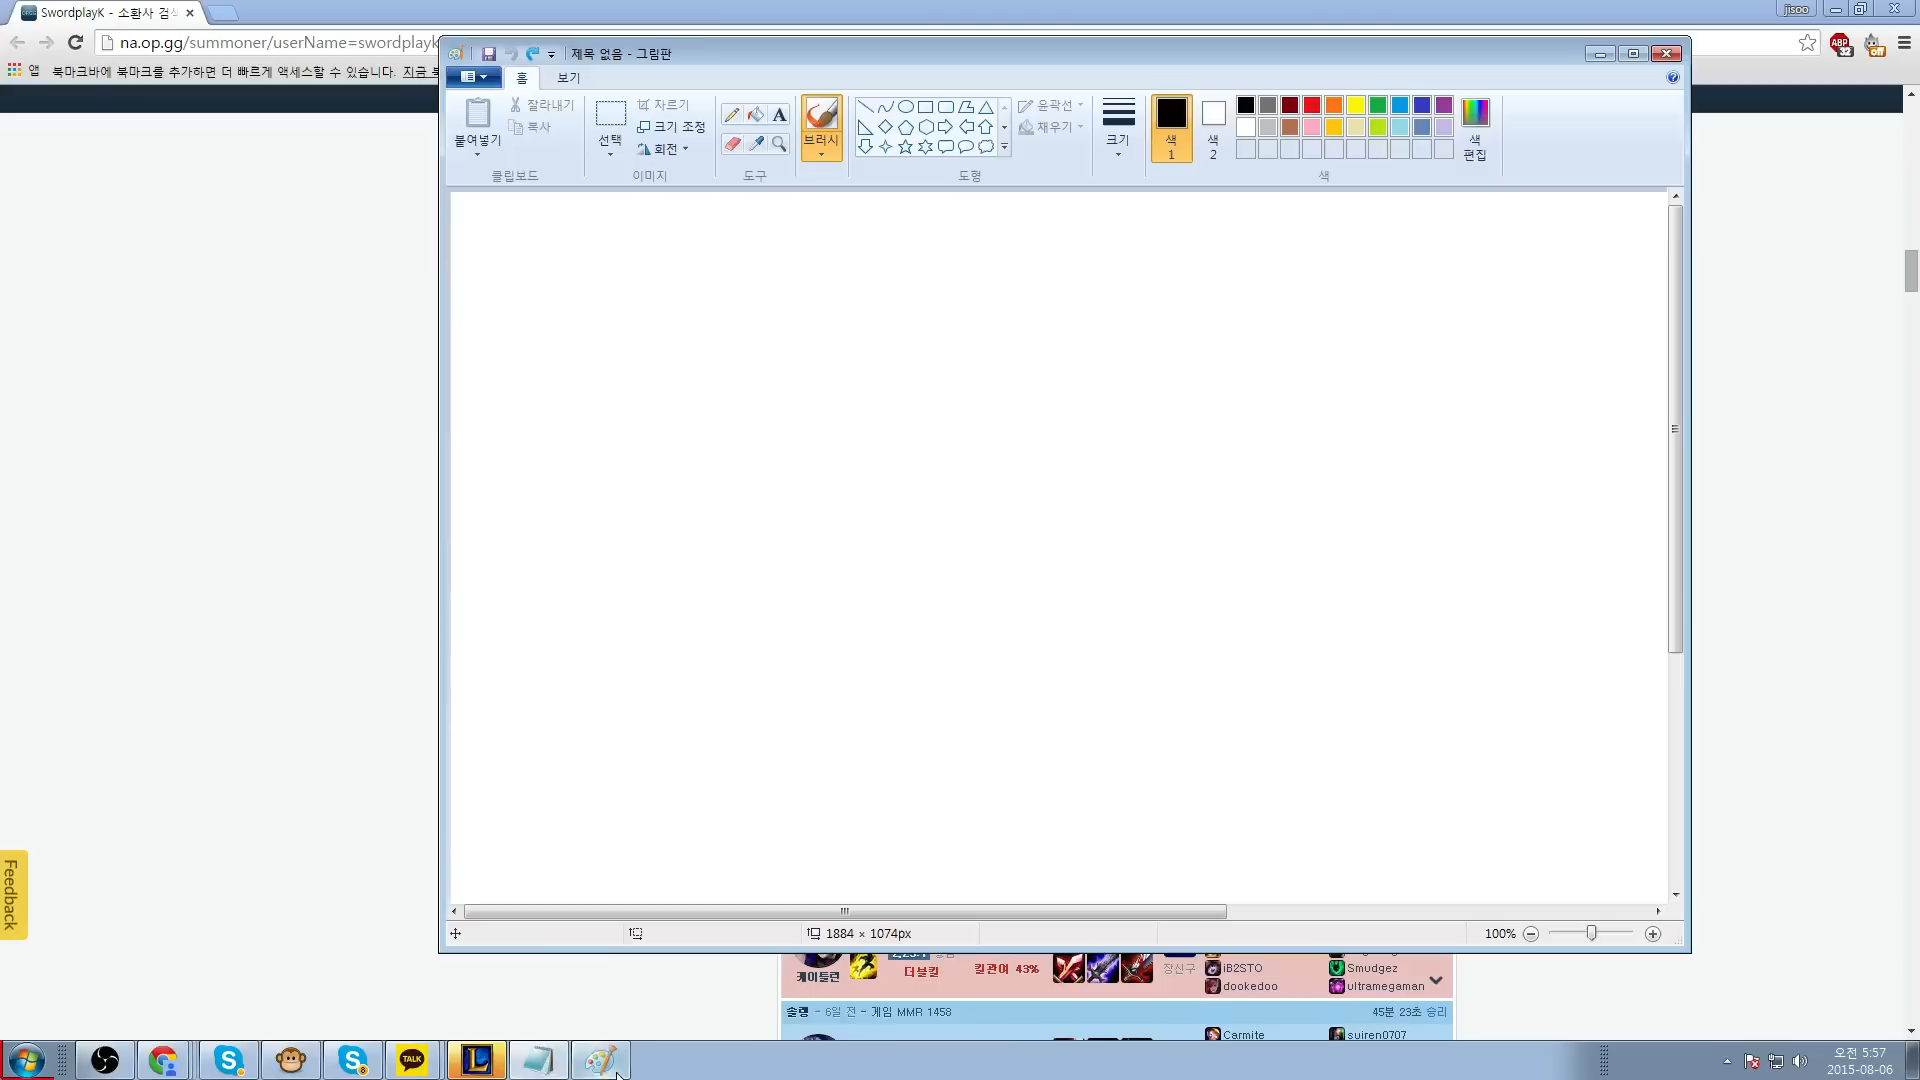 SwordplayK - 소환사 검색
jisoo
na.op.gg/summoner/userName=swordplayk
ABP
32
off
앱
북마크바에 북마크를 추가하면 더 빠르게 액세스할 수 있습니다. 지금 북
제목 없음 - 그림판
홈
보기
붙여넣기
잘라내기
복사
클립보드
선택
자르기
크기 조정
회전
이미지
A
도구
브러시
도형
윤곽선
채우기
크기
색
1
색
2
색
색
편집
1884 × 1074px
100%
Feedback
케이틀린
더블킬
킬관여 43%
장신구
iB2STO
dookedoo
Smudgez
ultramegaman
솔랭 - 6일 전 - 게임 MMR 1458
45분 23초 승리
Carmite
suiren0707
TALK
L
오전 5:57
2015-08-06